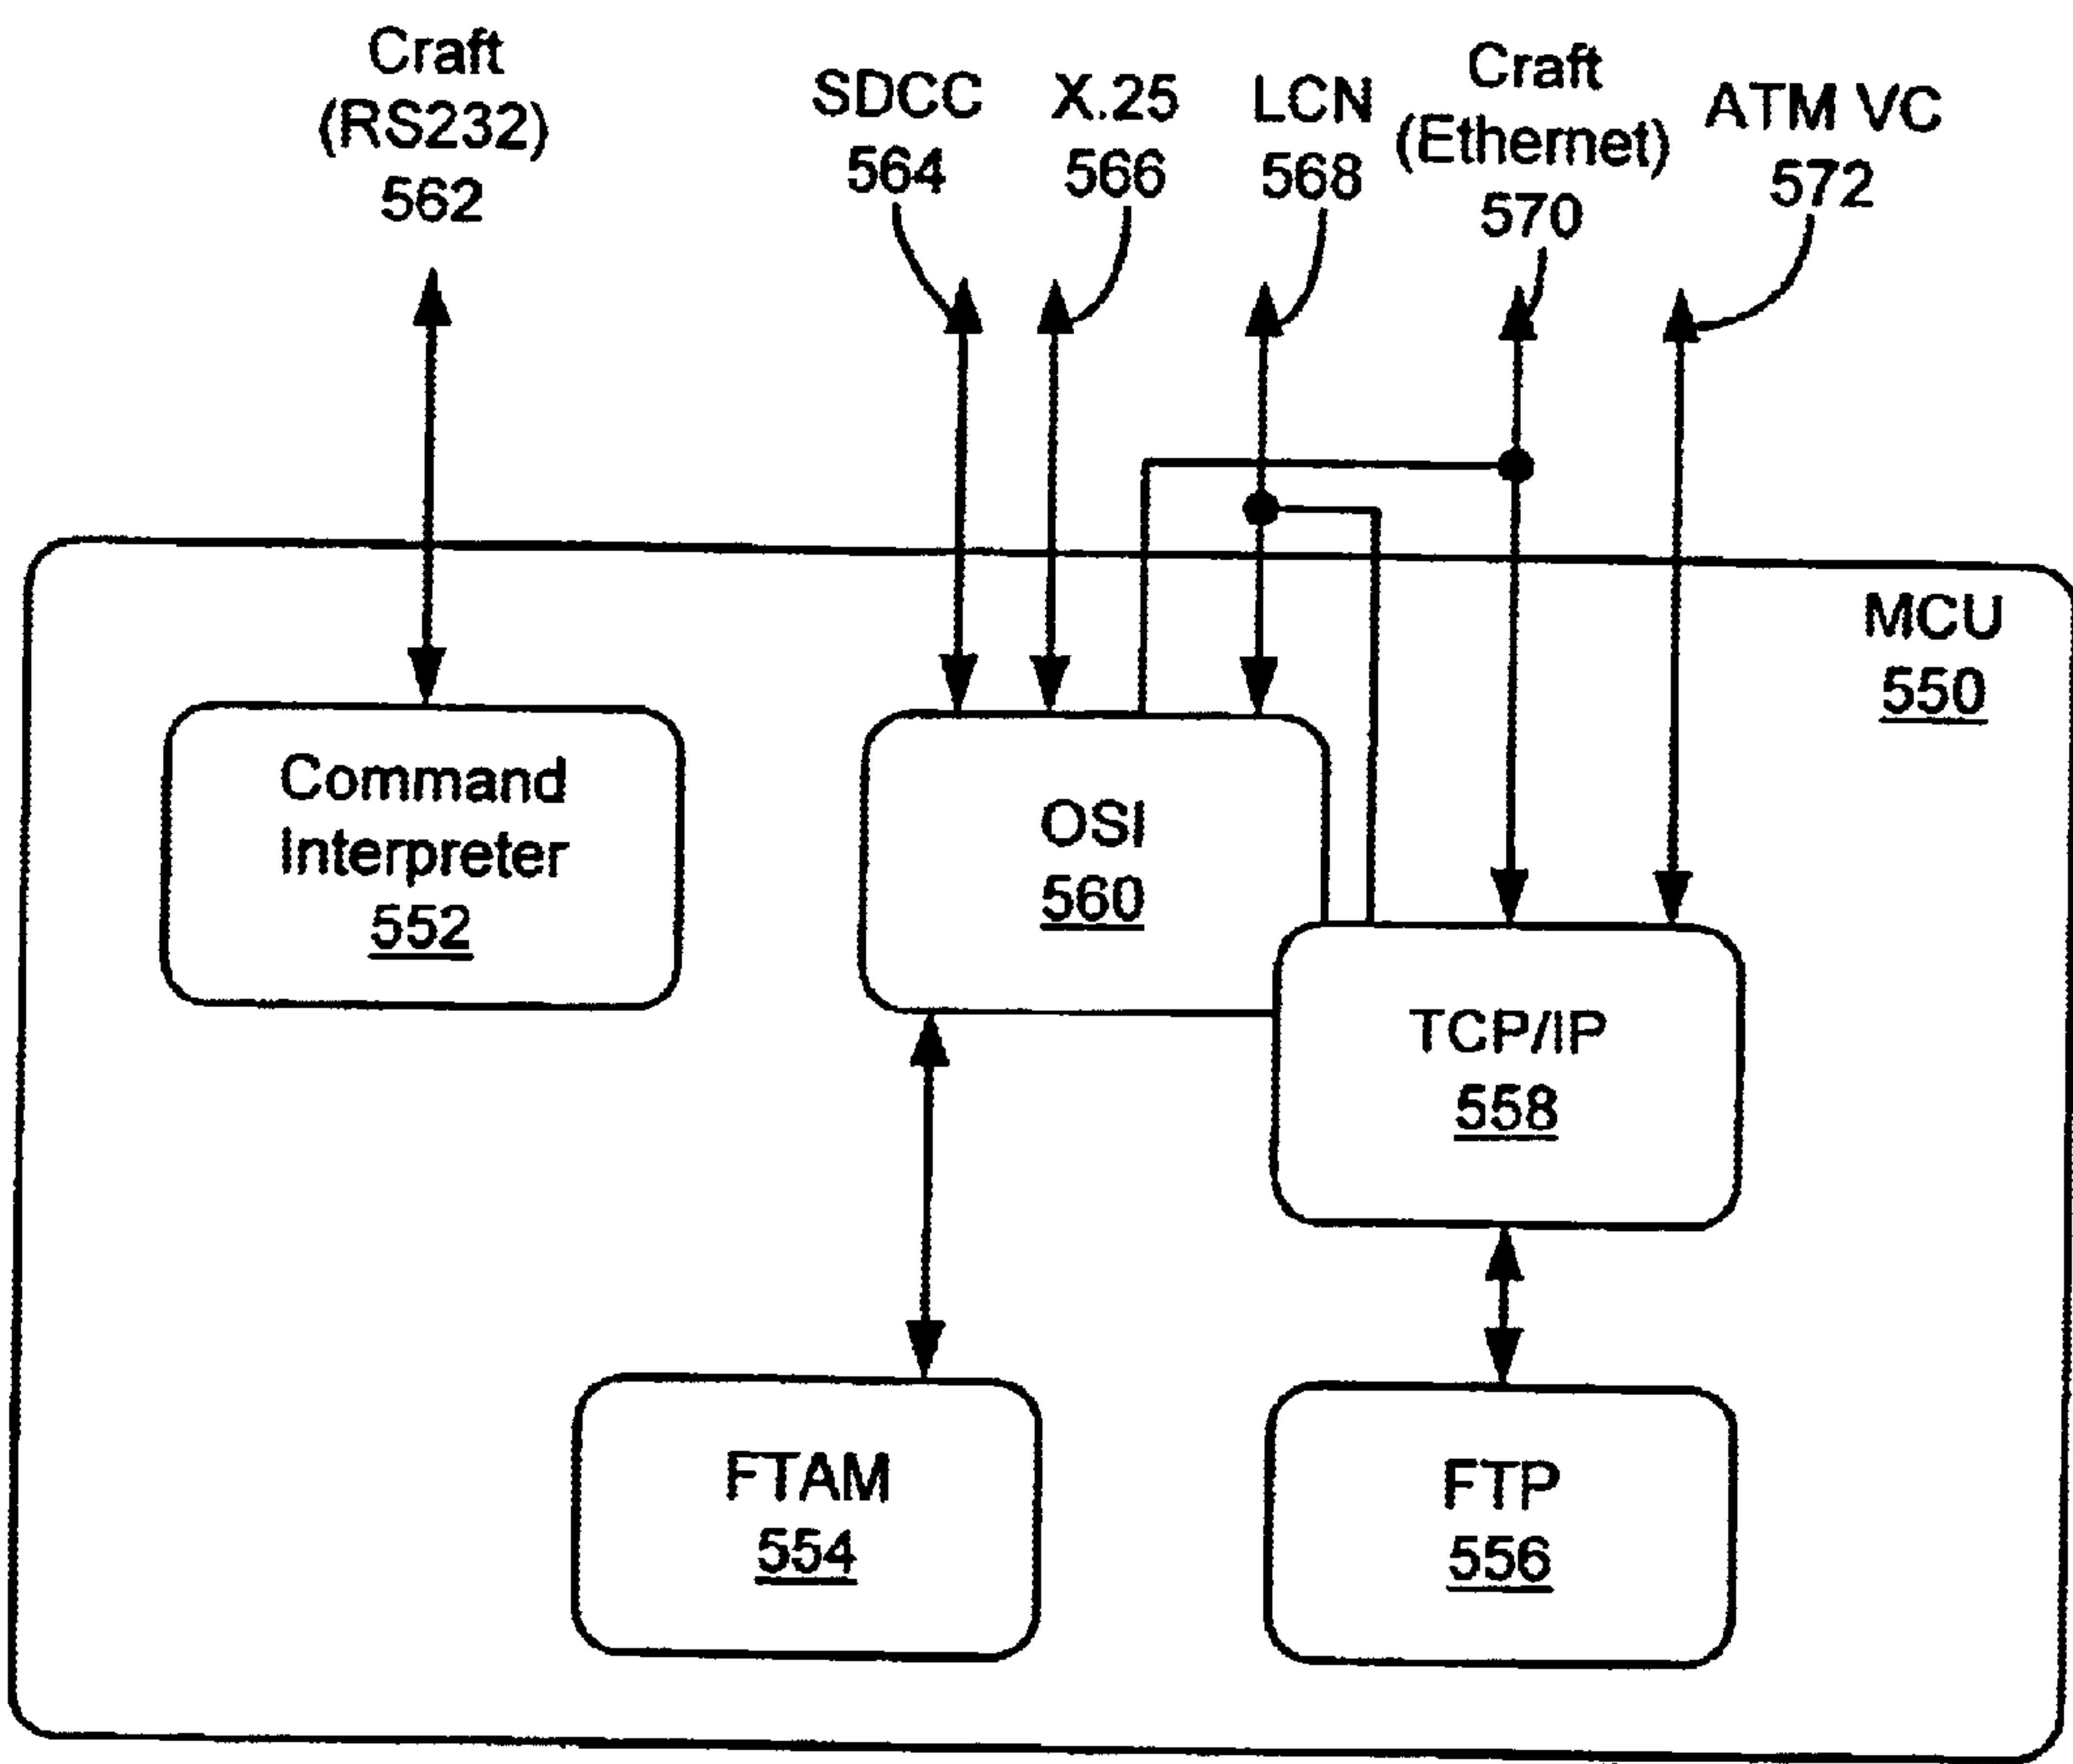 Craft
(RS232)
562
SDCC
564
X.25
566
LCN
568
Craft
(Ethernet)
570
ATM VC
572
MCU
550
Command
Interpreter
552
OSI
560
TCP/IP
558
FTAM
554
FTP
556